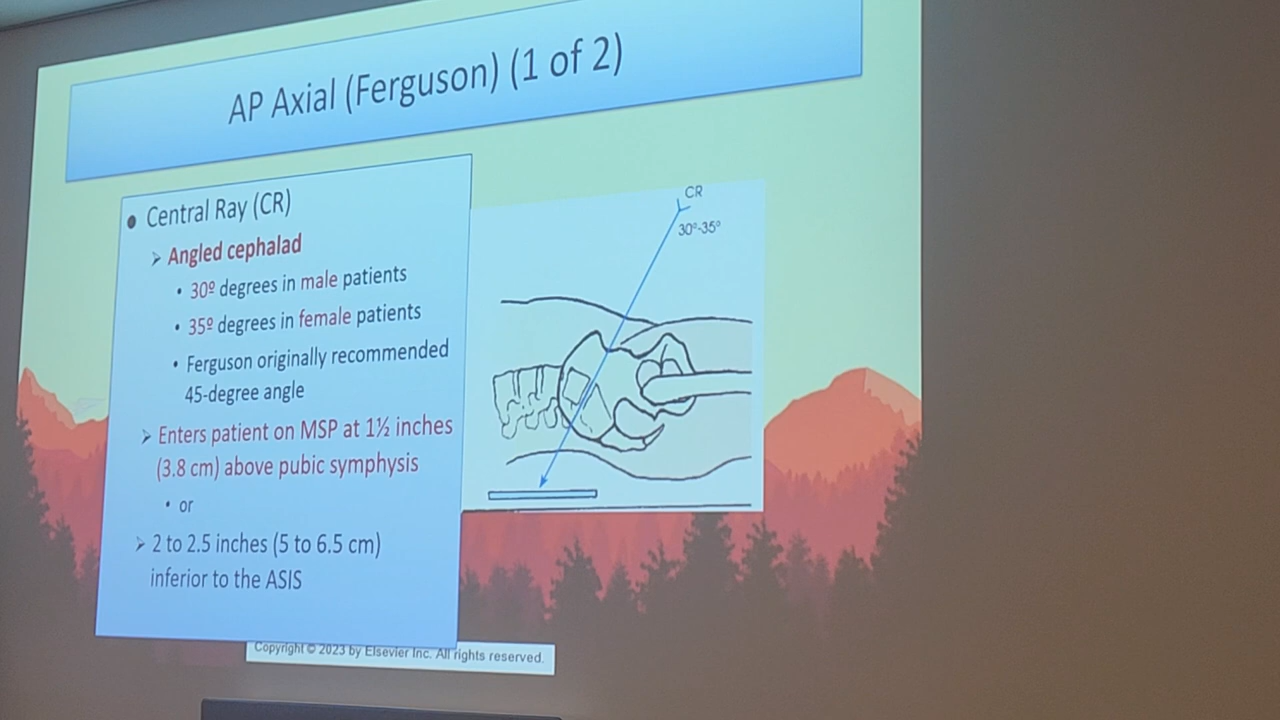 AP Axial (Ferguson) (1 of 2)
• Central Ray (CR)
➢ Angled cephalad
• 30º degrees in male patients
• 35º degrees in female patients
• Ferguson originally recommended
45-degree angle
➢ Enters patient on MSP at 1½ inches
(3.8 cm) above pubic symphysis
• or
➢ 2 to 2.5 inches (5 to 6.5 cm)
inferior to the ASIS
CR
30º-35º
Copyright © 2023 by Elsevier Inc. All rights reserved.